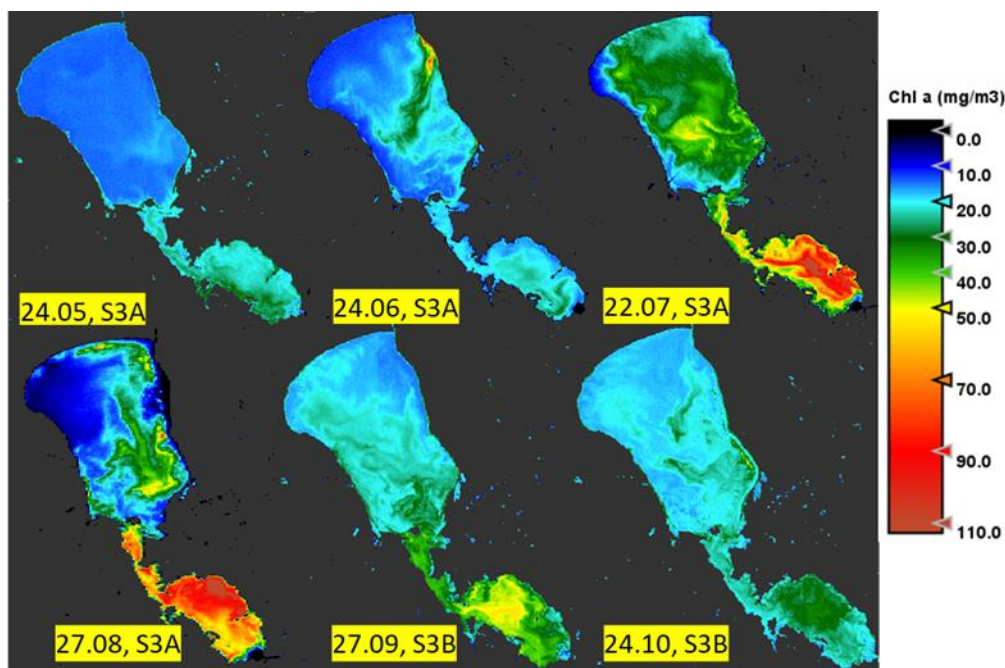 Chl a (mg/m3)
0.0
10.0
20.0
30.0
40.0
50.0
70.0
90.0
110.0
24.05, S3A
24.06, S3A
22.07, S3A
27.08, S3A
27.09, S3B
24.10, S3B